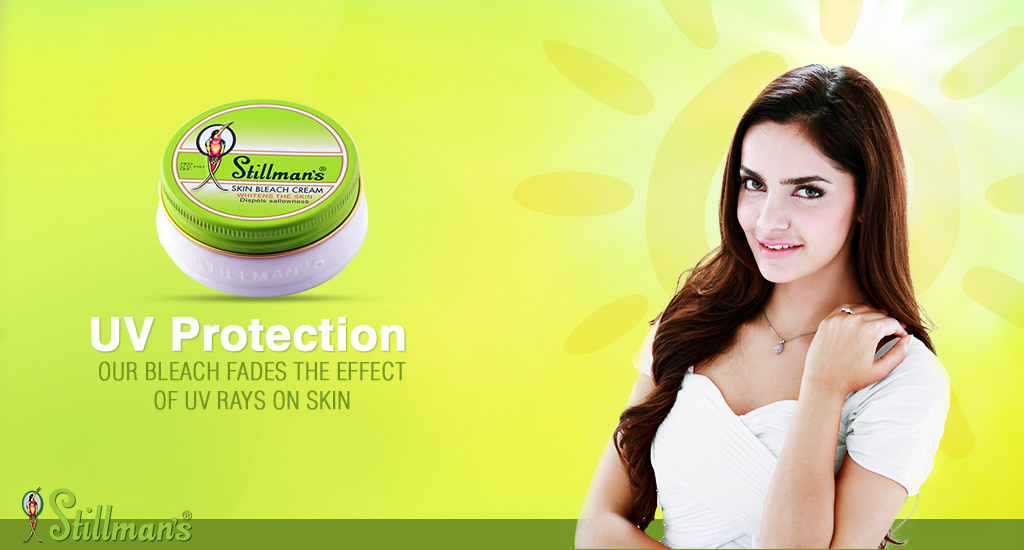 Stillman's®
SKIN BLEACH CREAM
WHITENS THE SKIN
Dispels sallowness
STILLMAN'S
UV Protection
OUR BLEACH FADES THE EFFECT
OF UV RAYS ON SKIN
Stillman's®